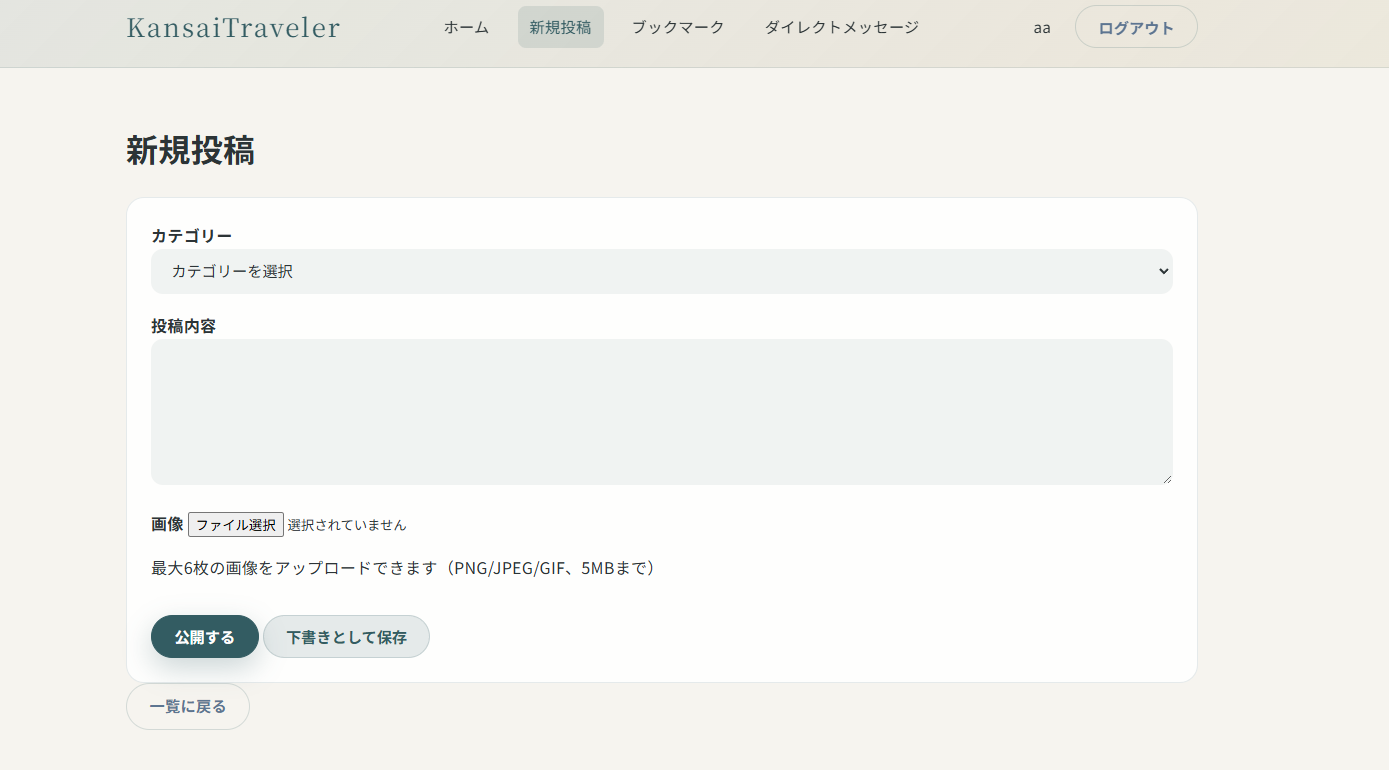 KansaiTraveler ホーム 新規投稿 ブックマーク ダイレクトメッセージ aa ログアウト
新規投稿
カテゴリー
カテゴリーを選択
投稿内容
画像 ファイル選択 選択されていません
最大6枚の画像をアップロードできます（PNG/JPEG/GIF、5MBまで）
公開する 下書きとして保存
一覧に戻る